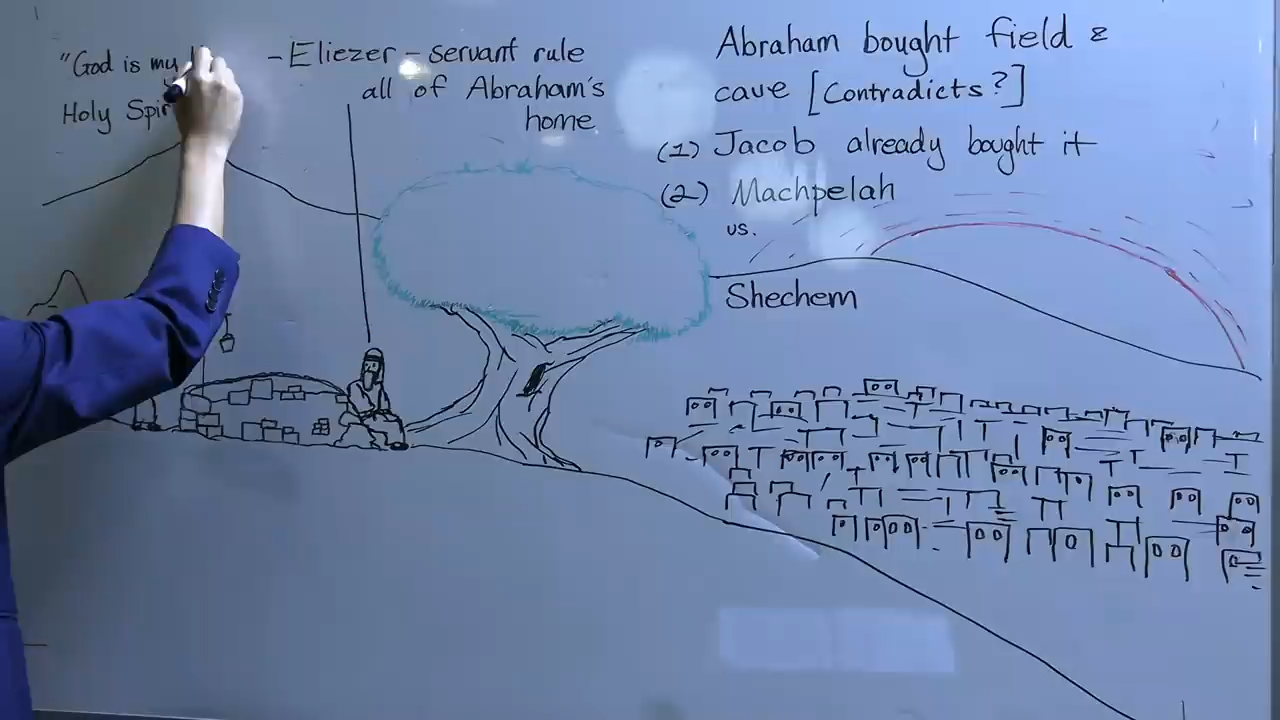 "God is my
Holy
- Eliezer - servant rule
all of Abraham's
home
Abraham bought field &
cave [Contradicts?]
(1) Jacob already bought it
(2) Machpelah
vs.
Shechem